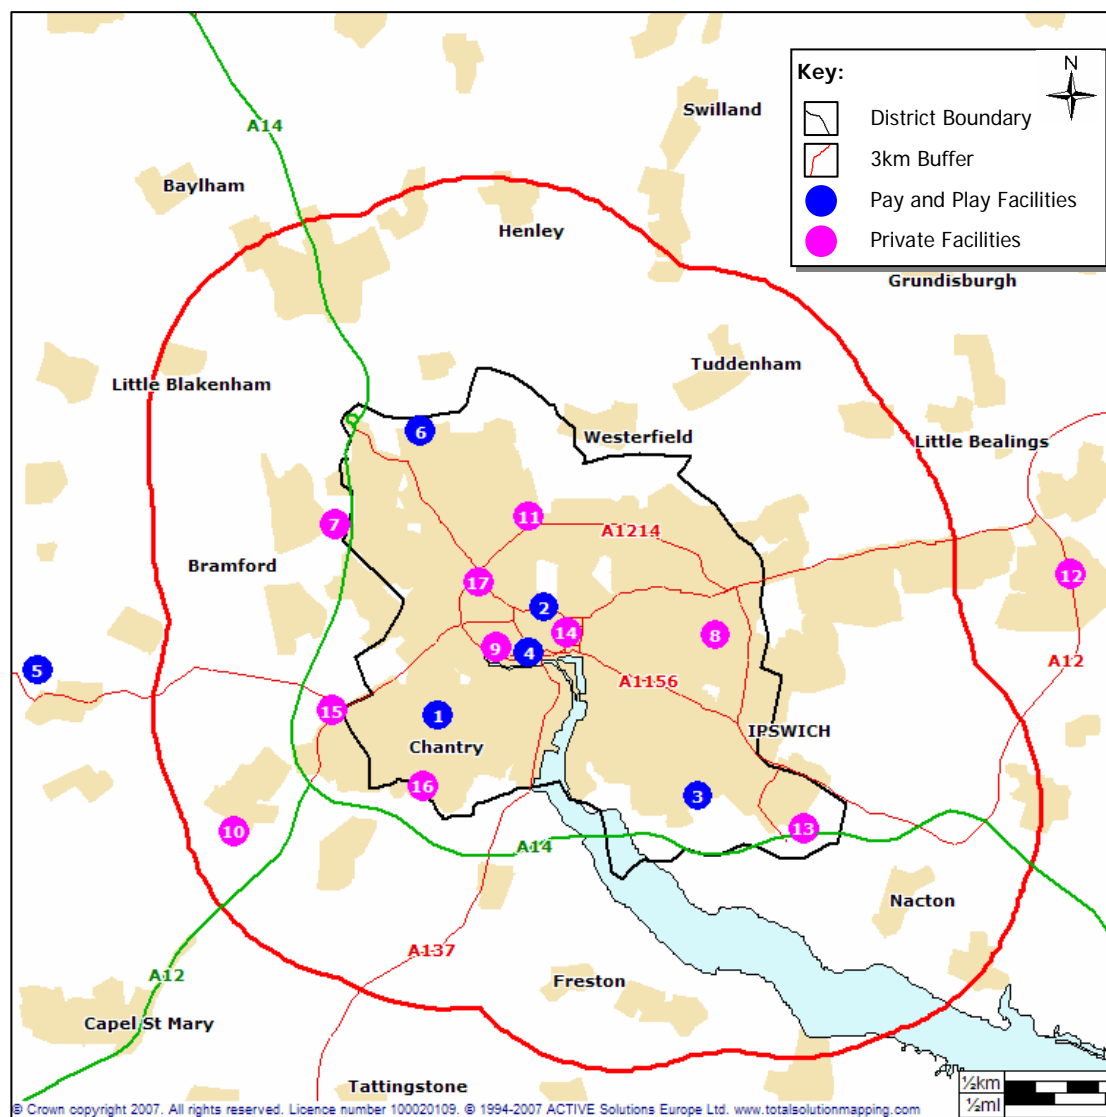 N
Key:
District Boundary
3km Buffer
Pay and Play Facilities
Private Facilities
Swilland
A14
Baylham
Henley
Grundisburgh
Tuddenham
Little Blakenham
6
Westerfield
Little Bealings
11
7
A1214
Bramford
12
17
2
14
8
9
4
A12
5
A1156
15
1
IPSWICH
Chantry
16
3
10
13
A14
Nacton
A137
A12
Freston
Capel St Mary
Tattingstone
½km
½ml
© Crown copyright 2007. All rights reserved. Licence number 100020109. © 1994-2007 ACTIVE Solutions Europe Ltd. www.totalsolutionmapping.com